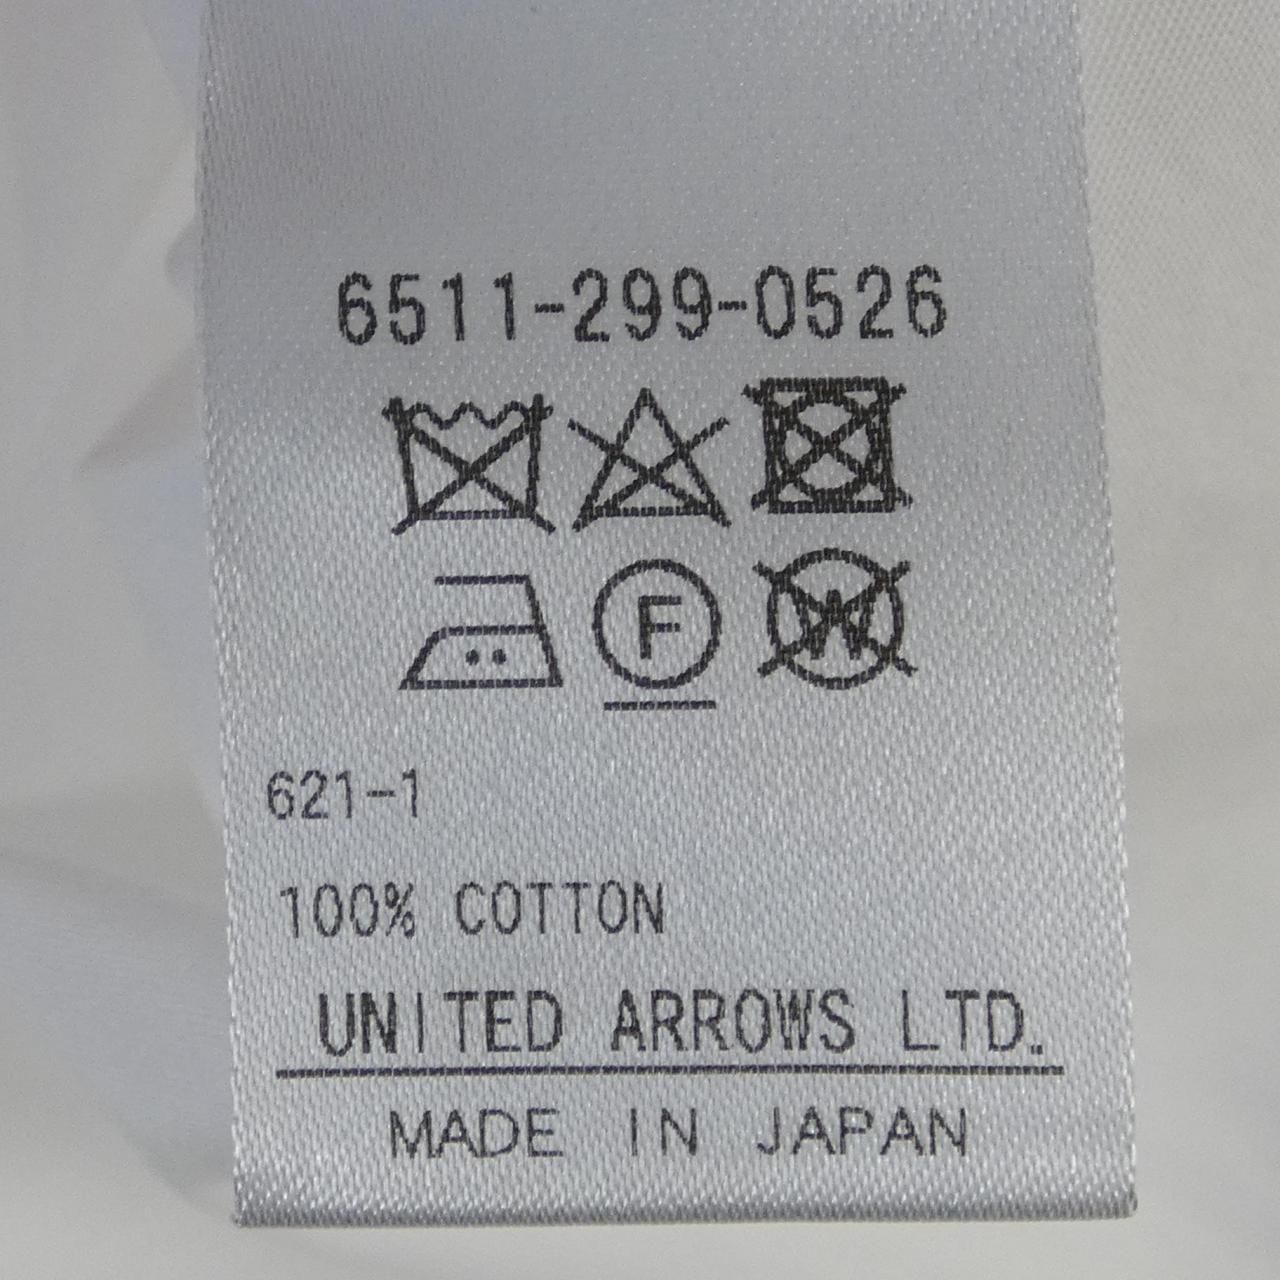 6511-299-0526
F W
621-1
100% COTTON
UNITED ARROWS LTD.
MADE IN JAPAN